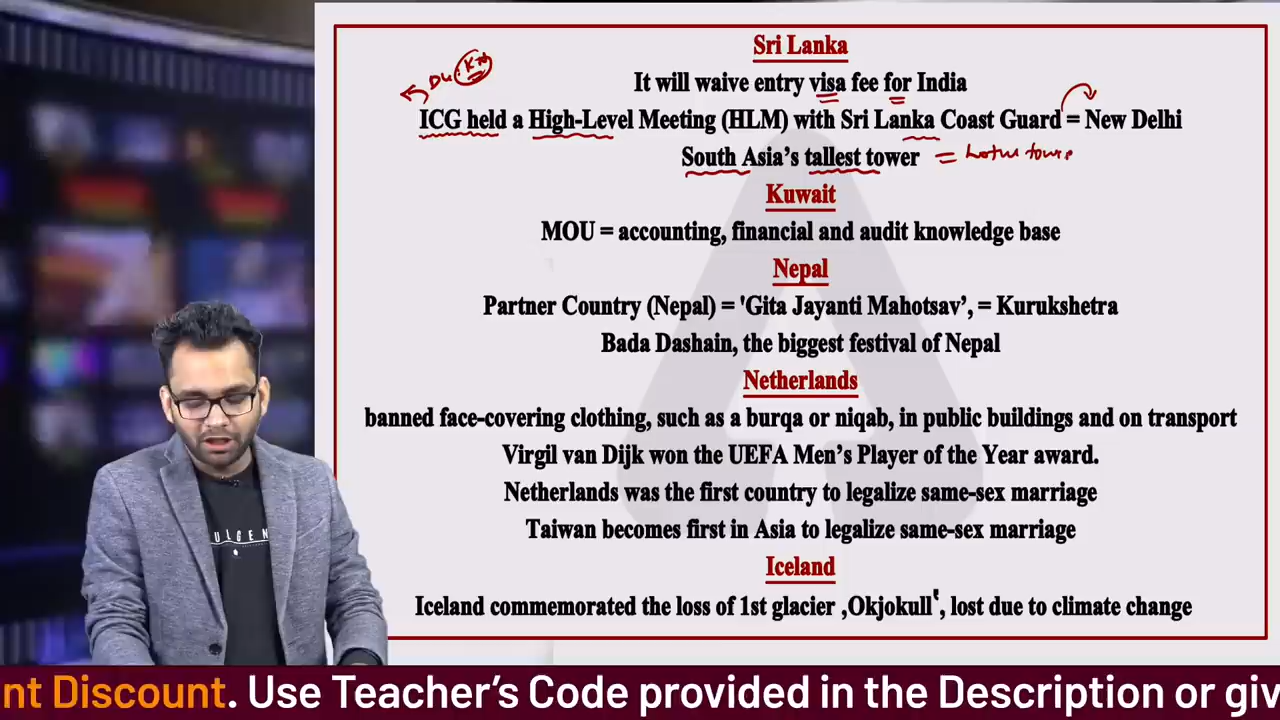 Sri Lanka
It will waive entry visa fee for India
ICG held a High-Level Meeting (HLM) with Sri Lanka Coast Guard = New Delhi
South Asia's tallest tower = Lotus tower
Kuwait
MOU = accounting, financial and audit knowledge base
Nepal
Partner Country (Nepal) = 'Gita Jayanti Mahotsav', = Kurukshetra
Bada Dashain, the biggest festival of Nepal
Netherlands
banned face-covering clothing, such as a burqa or niqab, in public buildings and on transport
Virgil van Dijk won the UEFA Men's Player of the Year award.
Netherlands was the first country to legalize same-sex marriage
Taiwan becomes first in Asia to legalize same-sex marriage
Iceland
Iceland commemorated the loss of 1st glacier ,Okjokull', lost due to climate change
ULGEN
nt Discount. Use Teacher's Code provided in the Description or giv